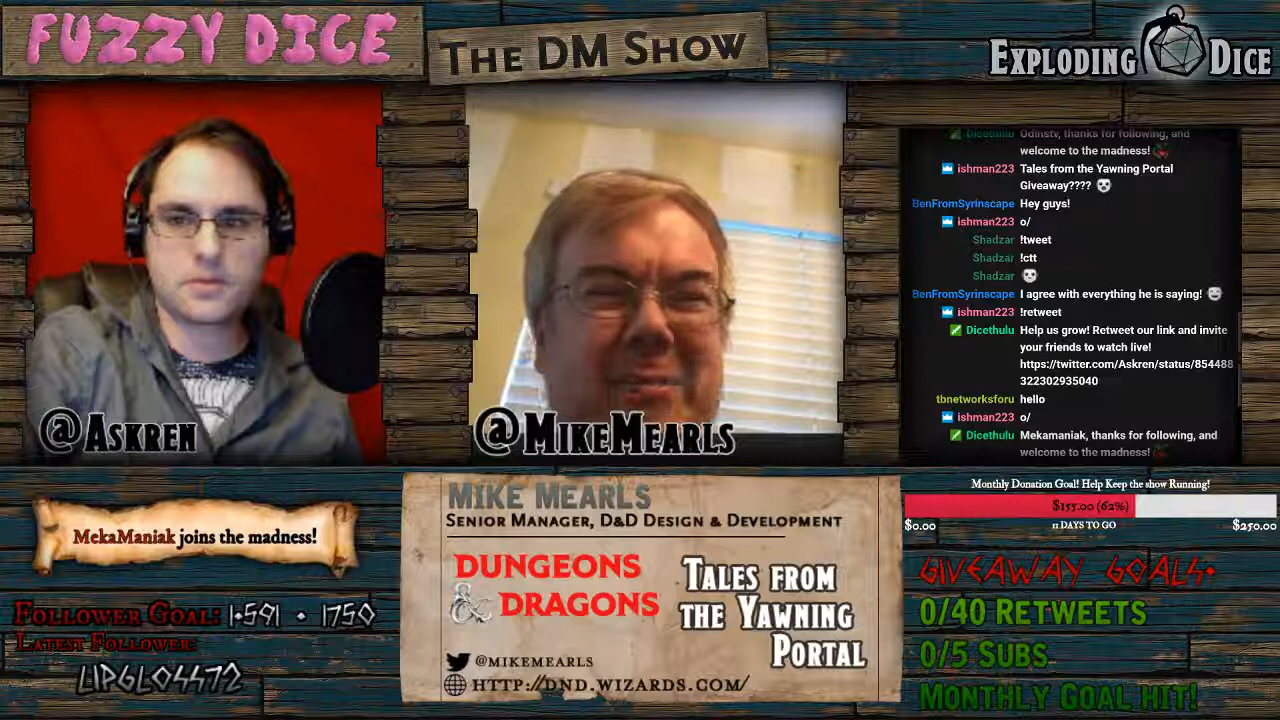 FUZZY DICE
THE DM SHOW
EXPLODING DICE
Dicethulu Odinstv, thanks for following, and
welcome to the madness!
ishman223 Tales from the Yawning Portal
Giveaway????
BenFromSyrinscape Hey guys!
ishman223 o/
Shadzar !tweet
Shadzar !ctt
Shadzar
BenFromSyrinscape I agree with everything he is saying!
ishman223 !retweet
Dicethulu Help us grow! Retweet our link and invite
your friends to watch live!
https://twitter.com/Askren/status/854488
322302935040
tbnetworksforu hello
ishman223 o/
Dicethulu Mekamaniak, thanks for following, and
welcome to the madness!
@ASKREN
@MIKEMEARLS
MekaManiak joins the madness!
FOLLOWER GOAL: 1591 • 1750
LATEST FOLLOWER:
LIPGLOSS72
MIKE MEARLS
SENIOR MANAGER, D&D DESIGN & DEVELOPMENT
DUNGEONS
& DRAGONS
TALES FROM
THE YAWNING
PORTAL
@MIKEMEARLS
HTTP://DND.WIZARDS.COM/
Monthly Donation Goal! Help Keep the show Running!
$155.00 (62%)
$0.00 11 DAYS TO GO $250.00
GIVEAWAY GOALS:
0/40 RETWEETS
0/5 SUBS
MONTHLY GOAL HIT!